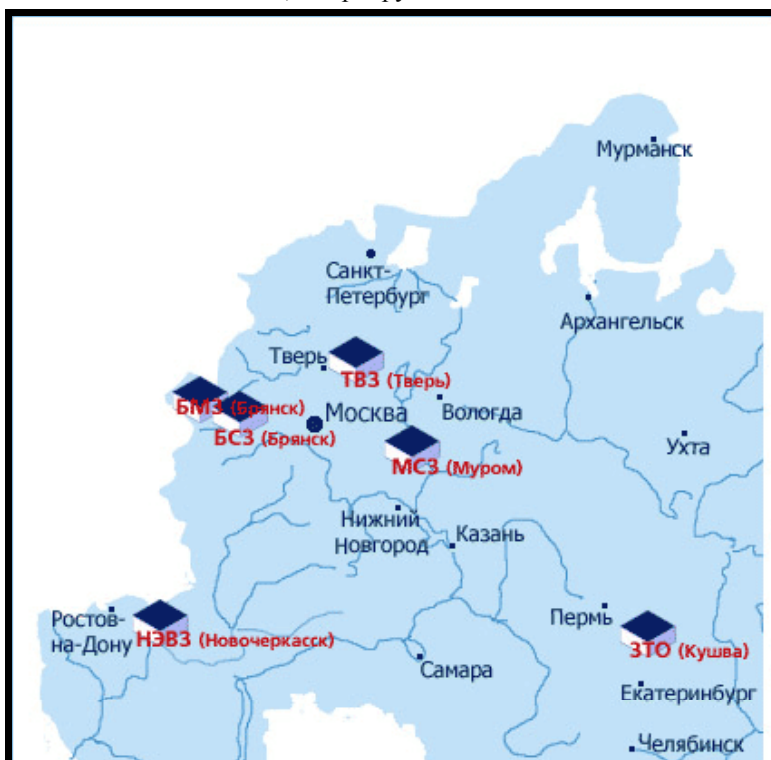 Мурманск
Санкт-
Петербург
Архангельск
Тверь
ТВЗ (Тверь)
БМЗ (Брянск)
БСЗ (Брянск)
Москва
Вологда
МСЗ (Муром)
Ухта
Нижний
Новгород
Казань
Ростов-
на-Дону
НЭВЗ (Новочеркасск)
Пермь
ЗТО (Кушва)
Самара
Екатеринбург
Челябинск